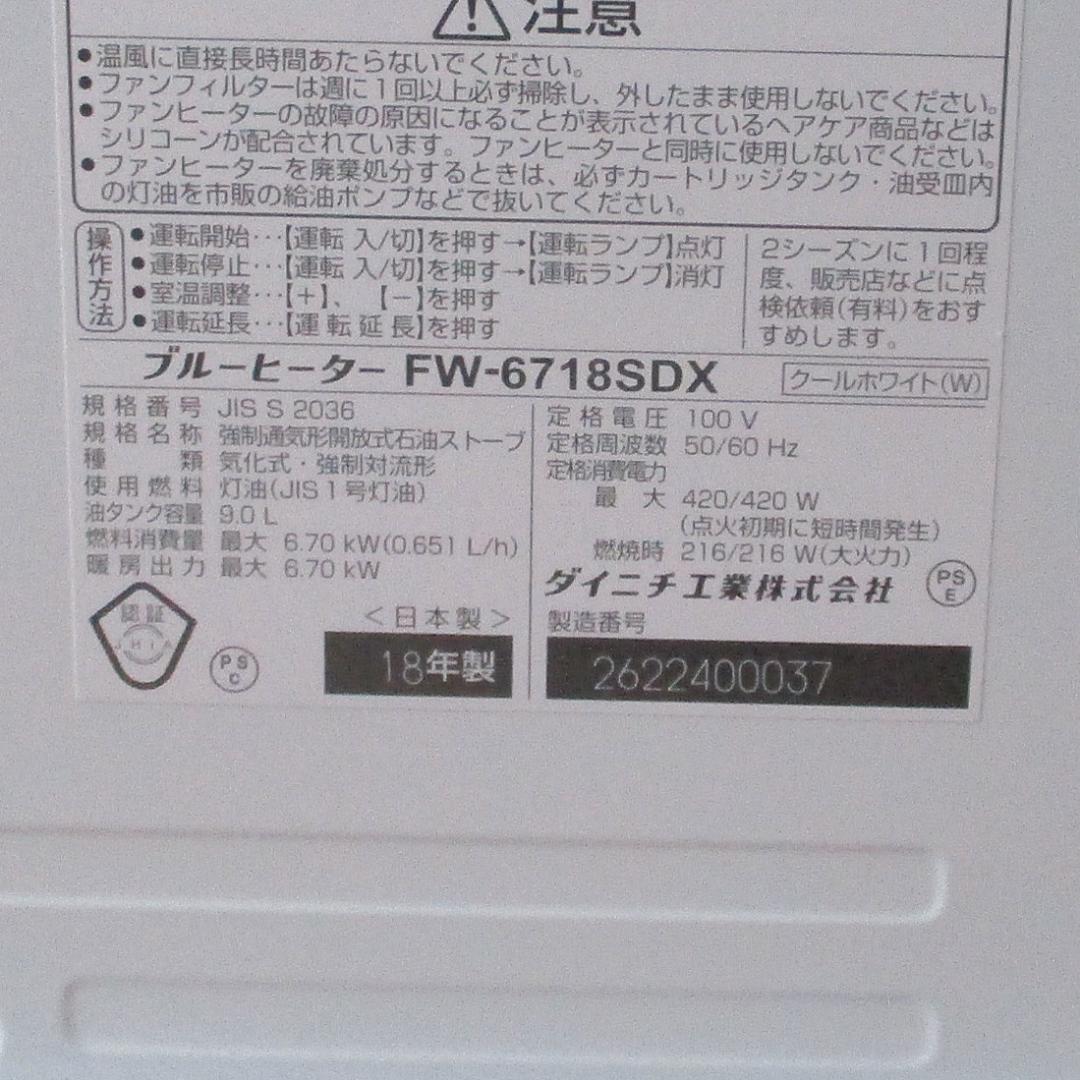 注意
●温風に直接長時間あたらないでください。
●ファンフィルターは週に1回以上必ず掃除し、外したまま使用しないでください。
●ファンヒーターの故障の原因になることが表示されているヘアケア商品などは
シリコーンが配合されています。ファンヒーターと同時に使用しないでください。
●ファンヒーターを廃棄処分するときは、必ずカートリッジタンク・油受皿内
の灯油を市販の給油ポンプなどで抜いてください。
操作方法
●運転開始…【運転 入/切】を押す→【運転ランプ】点灯
●運転停止…【運転 入/切】を押す→【運転ランプ】消灯
●室温調整…【+】、【−】を押す
●運転延長…【運転延長】を押す
2シーズンに1回程
度、販売店などに点
検依頼(有料)をおす
すめします。
ブルーヒーター FW-6718SDX
クールホワイト(W)
規格番号 JIS S 2036
規格名称 強制通気形開放式石油ストーブ
種類 気化式・強制対流形
使用燃料 灯油(JIS1号灯油)
油タンク容量 9.0 L
燃料消費量 最大 6.70 kW(0.651 L/h)
暖房出力 最大 6.70 kW
認証
JHIA
PSC
<日本製>
18年製
定格電圧 100 V
定格周波数 50/60 Hz
定格消費電力
最大 420/420 W
(点火初期に短時間発生)
燃焼時 216/216 W(大火力)
ダイニチ工業株式会社
PSE
製造番号
2622400037